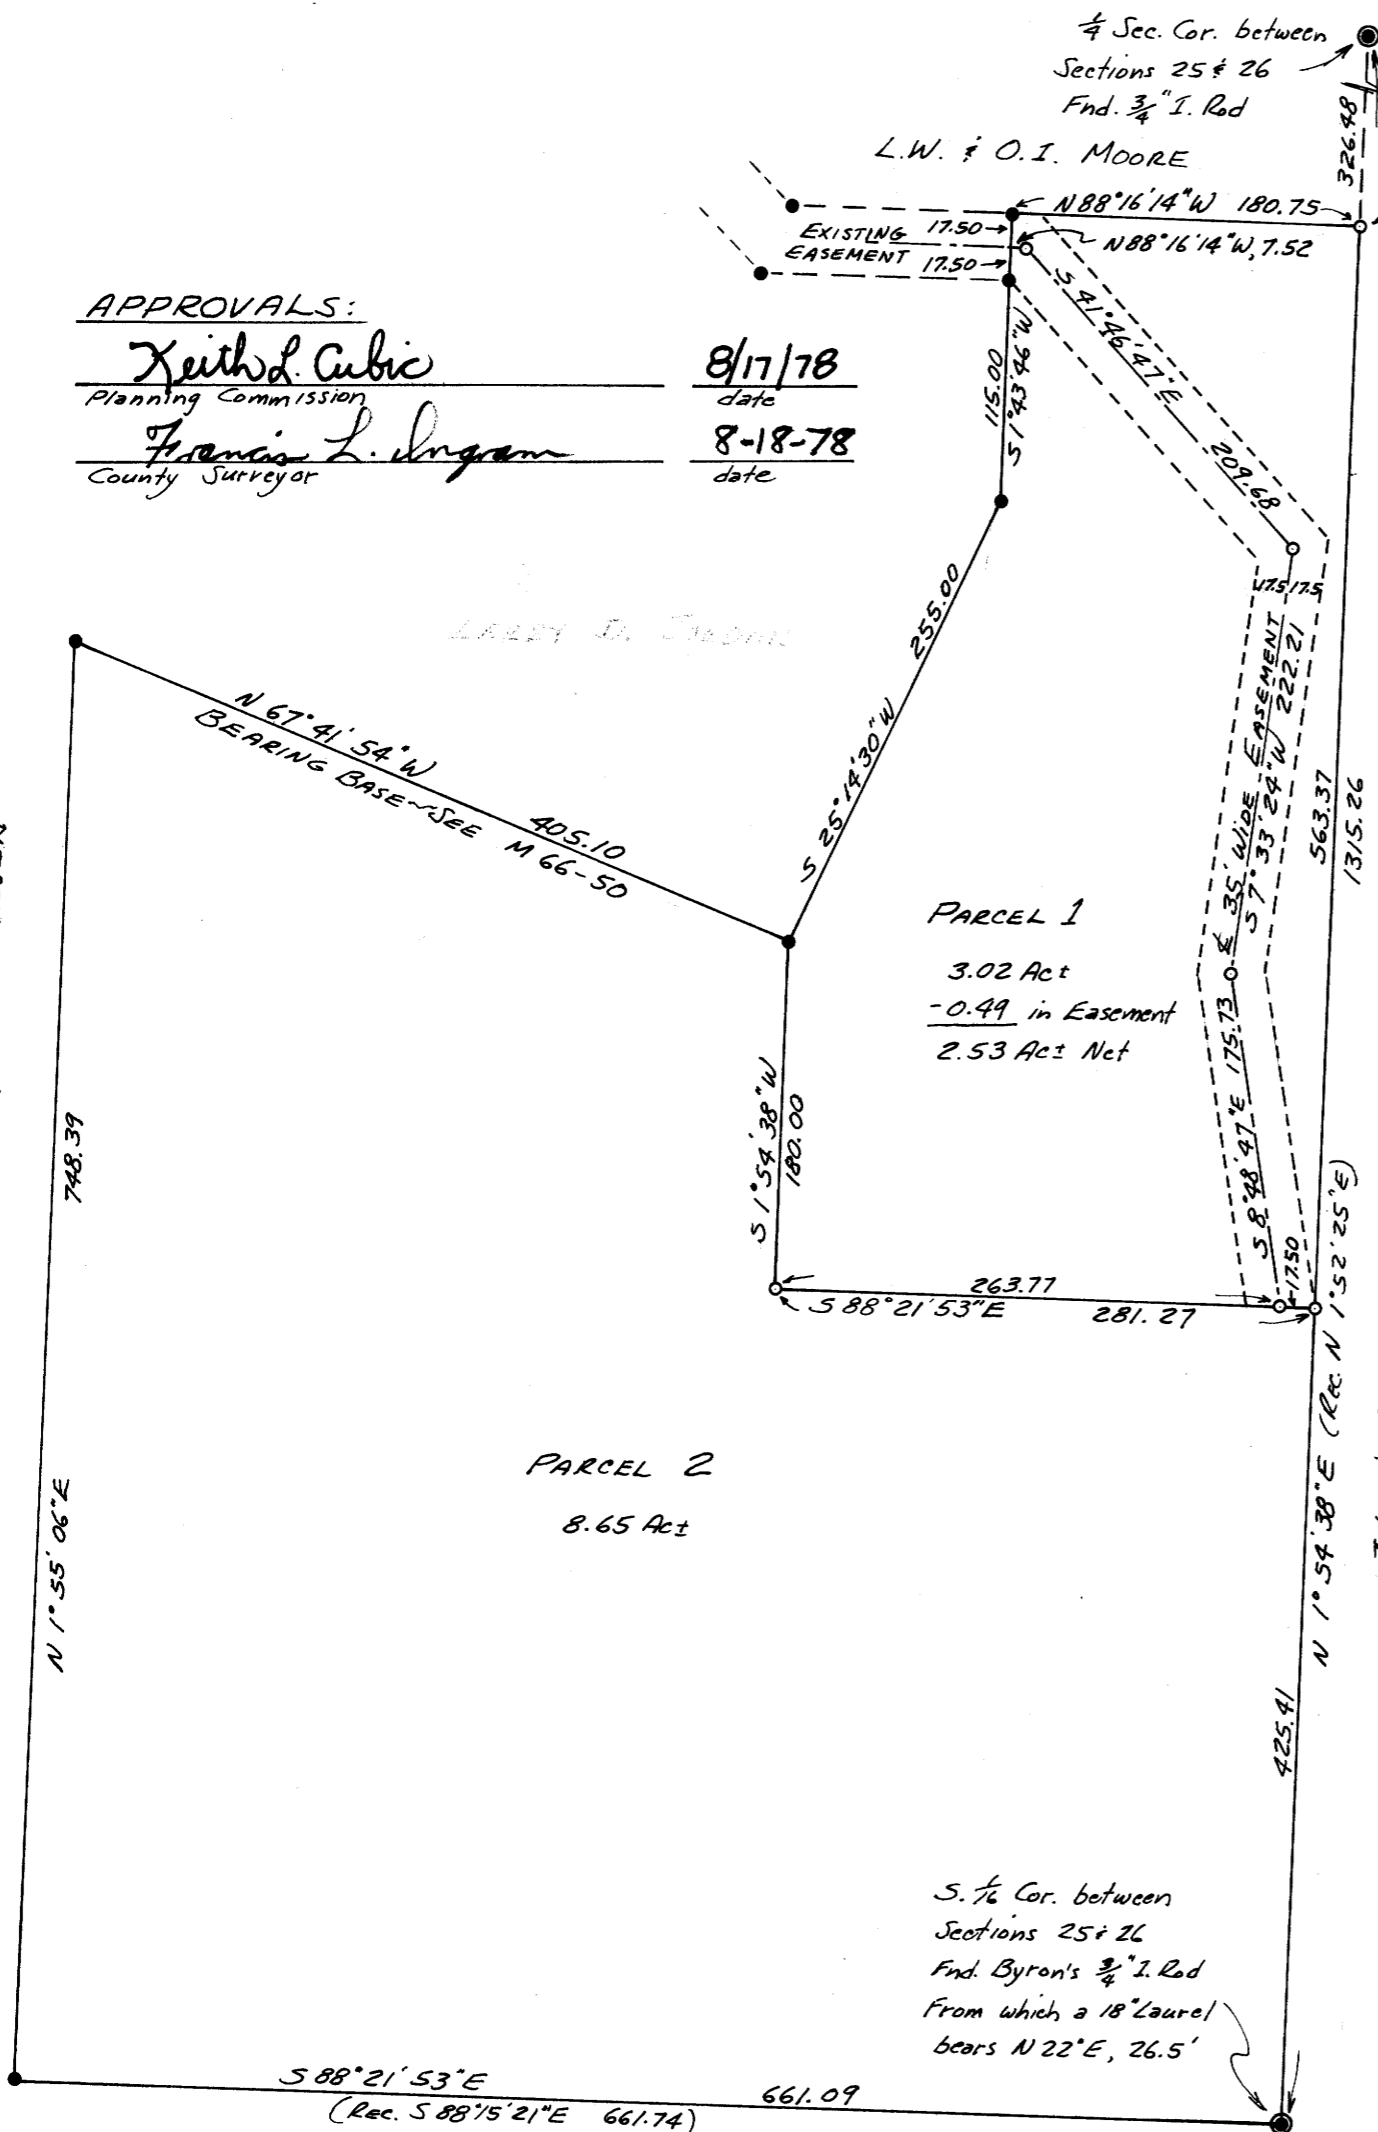 ¼ Sec. Cor. between
Sections 25 & 26
Fnd. ¾" I. Rod
326.48
L.W. & O.I. MOORE
N88°16'14"W 180.75
EXISTING 17.50
EASEMENT 17.50
N88°16'14"W, 7.52
APPROVALS:
Keith L. Cubic 8/17/78
Planning Commission date
Francis L. Ingram 8-18-78
County Surveyor date
115.00
S 1°43'46"W
S 41°46'47"E
209.68
17.5 17.5
255.00
S 25°14'30"W
N 67°41'54"W
405.10
BEARING BASE ~ SEE M 66-50
℄ 35' WIDE EASEMENT
S 7°33'24"W 222.21
563.37
1315.26
PARCEL 1
3.02 Ac±
-0.49 in Easement
2.53 Ac± Net
S 8°48'47"E 175.73
748.39
N 1°55'06"E
S 1°54'38"W
180.00
17.50
263.77
S 88°21'53"E
281.27
N 1°54'38"E (Rec. N 1°52'25"E)
PARCEL 2
8.65 Ac±
425.41
S. 1/16 Cor. between
Sections 25 & 26
Fnd. Byron's ¾" I. Rod
From which a 18" Laurel
bears N 22°E, 26.5'
S 88°21'53"E
661.09
(Rec. S 88°15'21"E 661.74)